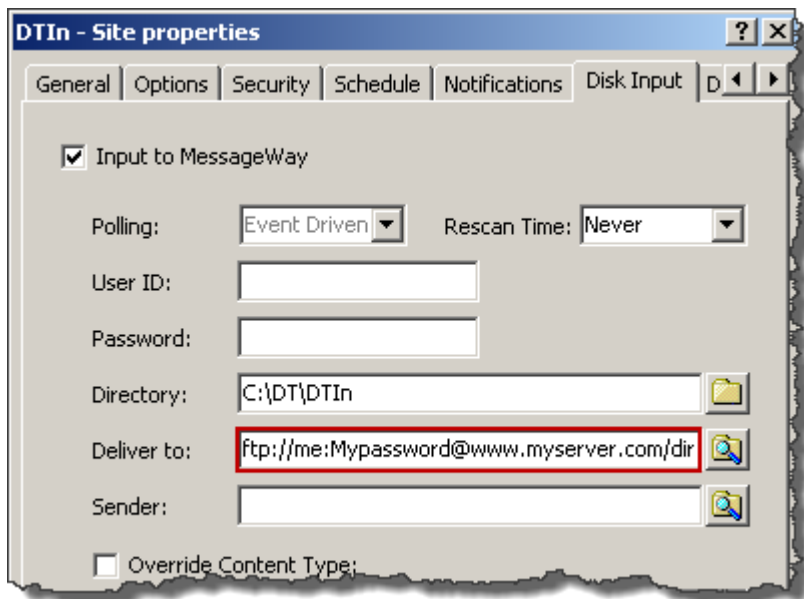 DTIn - Site properties
General Options Security Schedule Notifications Disk Input D
Input to MessageWay
Polling: Event Driven Rescan Time: Never
User ID:
Password:
Directory: C:\DT\DTIn
Deliver to: ftp://me:Mypassword@www.myserver.com/dir
Sender:
Override Content Type: